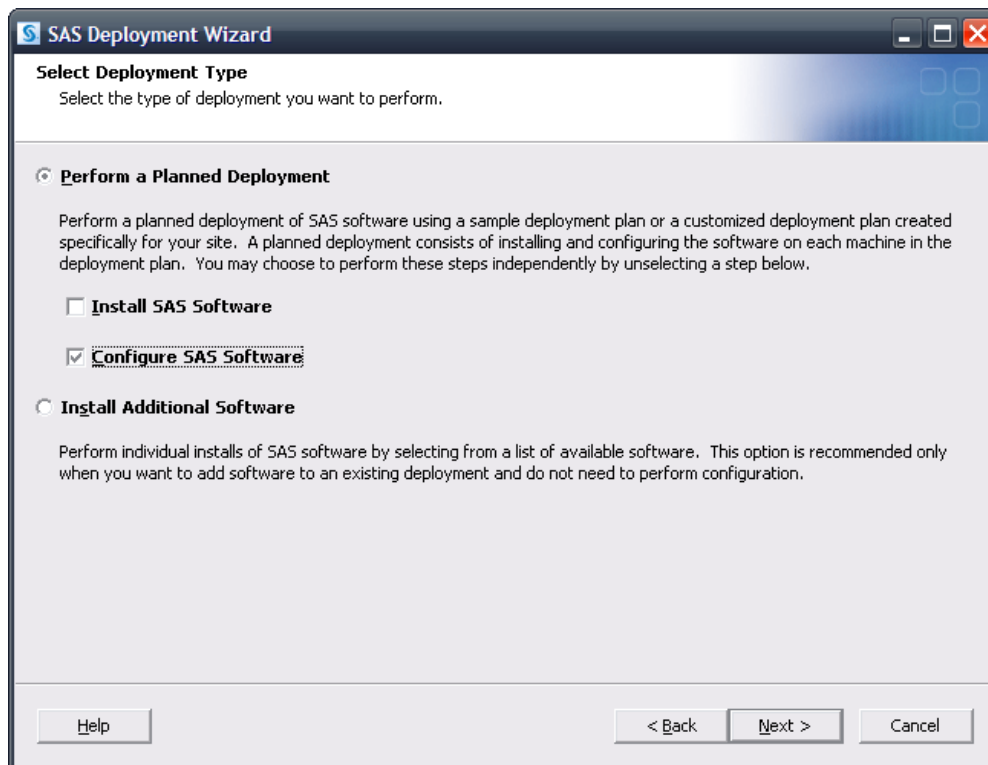 SAS Deployment Wizard
Select Deployment Type
Select the type of deployment you want to perform.
Perform a Planned Deployment
Perform a planned deployment of SAS software using a sample deployment plan or a customized deployment plan created
specifically for your site. A planned deployment consists of installing and configuring the software on each machine in the
deployment plan. You may choose to perform these steps independently by unselecting a step below.
Install SAS Software
Configure SAS Software
Install Additional Software
Perform individual installs of SAS software by selecting from a list of available software. This option is recommended only
when you want to add software to an existing deployment and do not need to perform configuration.
Help
< Back
Next >
Cancel